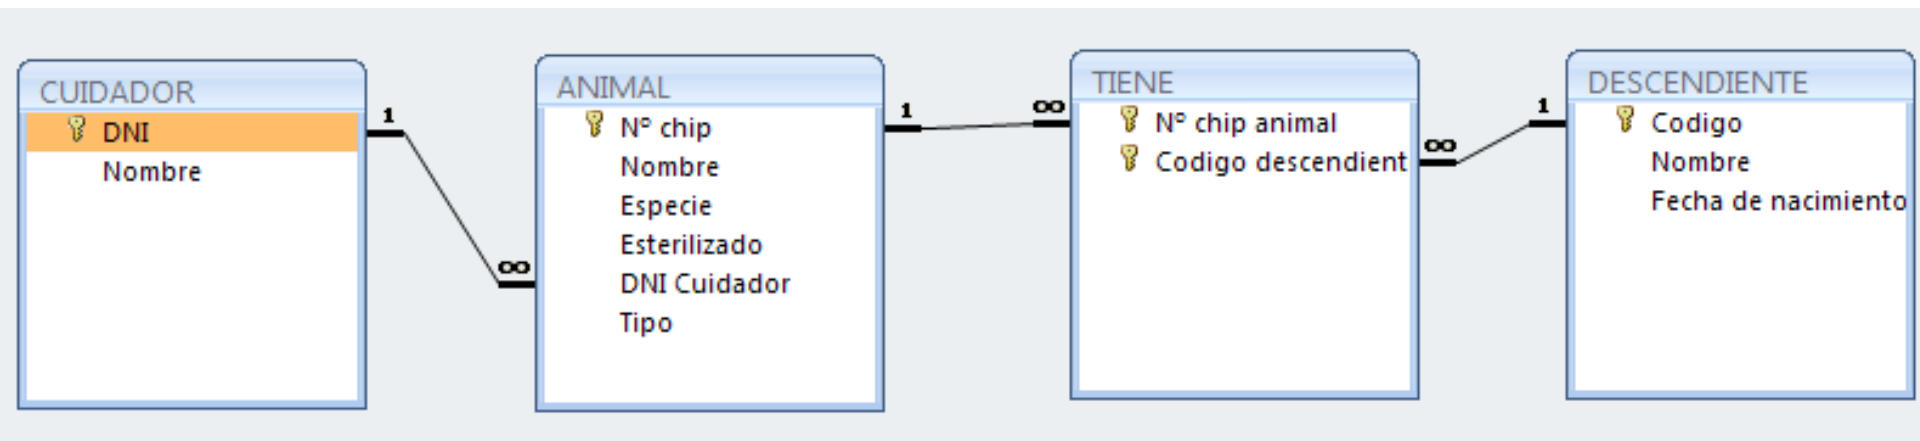 CUIDADOR
DNI
Nombre
1
∞
ANIMAL
Nº chip
Nombre
Especie
Esterilizado
DNI Cuidador
Tipo
1
∞
TIENE
Nº chip animal
Codigo descendient
∞
1
DESCENDIENTE
Codigo
Nombre
Fecha de nacimiento